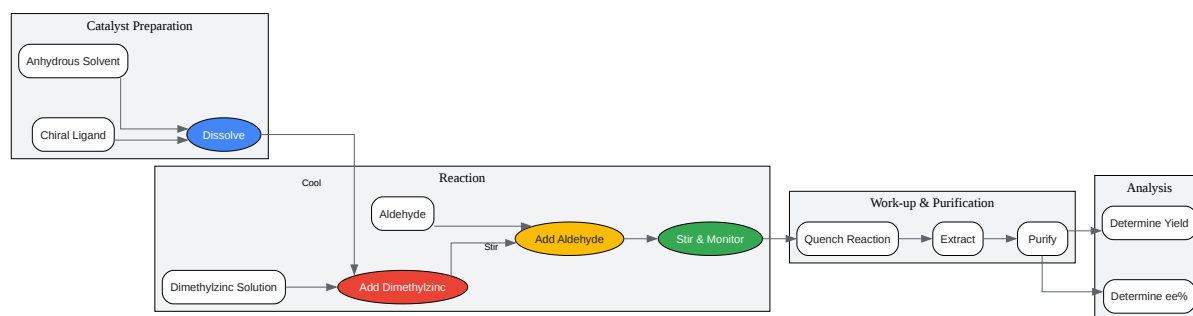 Catalyst Preparation
Anhydrous Solvent
Chiral Ligand
Dissolve
Cool
Reaction
Aldehyde
Dimethylzinc Solution
Add Dimethylzinc
Stir
Add Aldehyde
Stir & Monitor
Work-up & Purification
Quench Reaction
Extract
Purify
Analysis
Determine Yield
Determine ee%